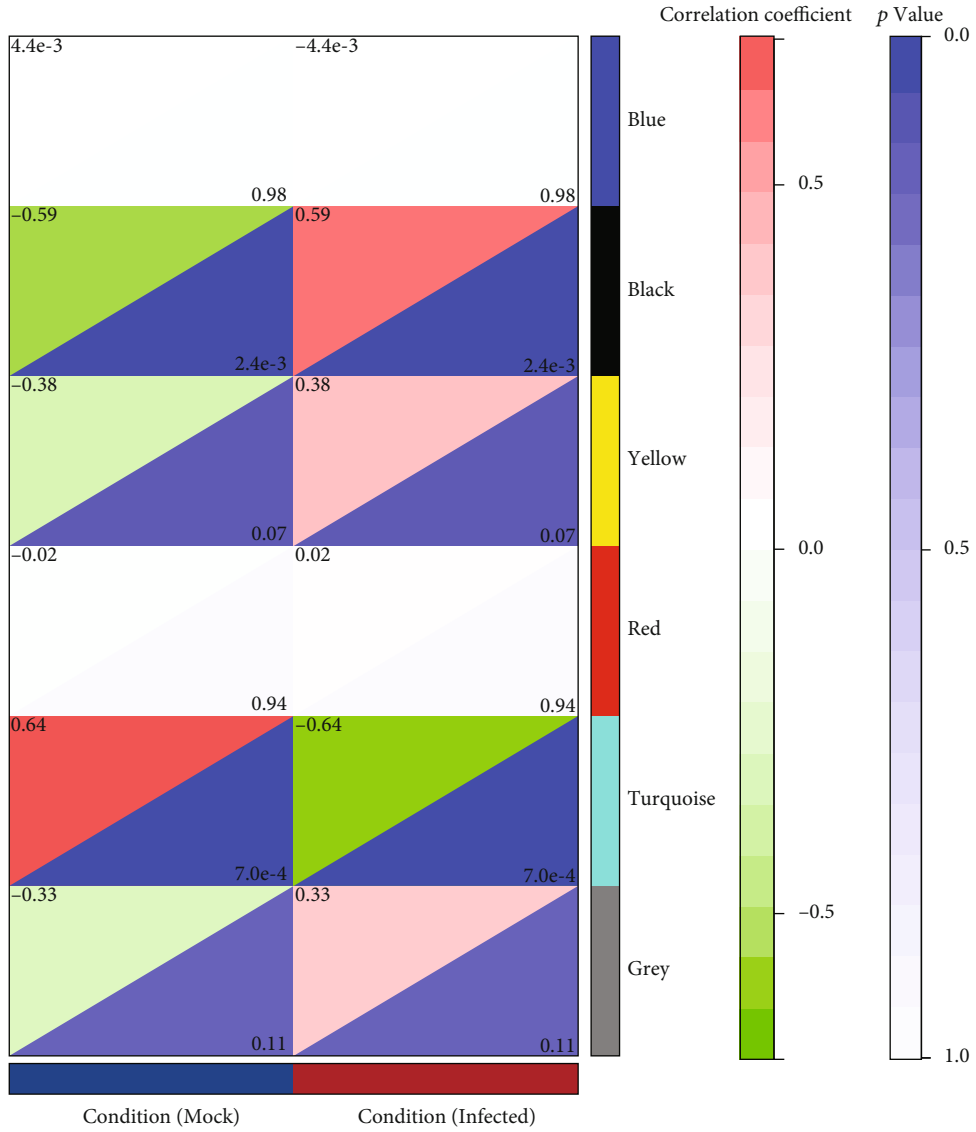 Correlation coefficient p Value
4.4e-3 –4.4e-3 0.0
Blue
0.5
0.98 0.98
–0.59 0.59
Black
2.4e-3 2.4e-3
–0.38 0.38
Yellow
0.07 0.07
0.0 0.5
–0.02 0.02
Red
0.94 0.94
0.64 –0.64
Turquoise
7.0e-4 7.0e-4
–0.33 0.33
–0.5
Grey
0.11 0.11
1.0
Condition (Mock) Condition (Infected)